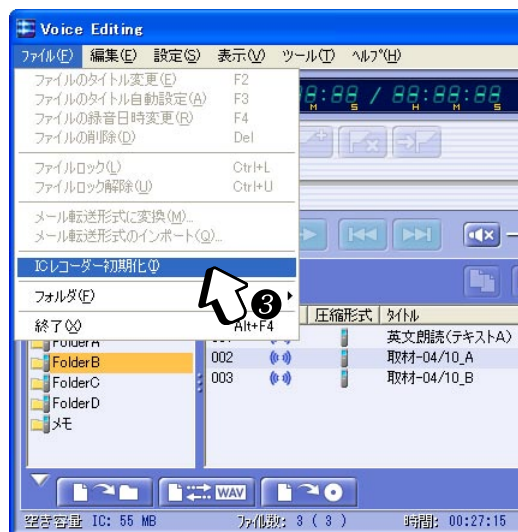 Voice Editing
ファイル(F) 編集(E) 設定(S) 表示(V) ツール(T) ヘルプ(H)
ファイルのタイトル変更(E) F2
ファイルのタイトル自動設定(A) F3
ファイルの録音日時変更(R) F4
ファイルの削除(D) Del
88:88 / 88:88:88
M S H M S
ファイルロック(L) Ctrl+L
ファイルロック解除(U) Ctrl+U
メール転送形式に変換(M)...
メール転送形式のインポート(O)...
ICレコーダー初期化(I)
フォルダ(F)
❸
終了(X) Alt+F4
圧縮形式 タイトル
FolderA
英文朗読(テキストA)
FolderB
002 取材-04/10_A
FolderC
003 取材-04/10_B
FolderD
メモ
WAV
空き容量 IC: 55 MB ファイル数: 3 ( 3 ) 時間: 00:27:15